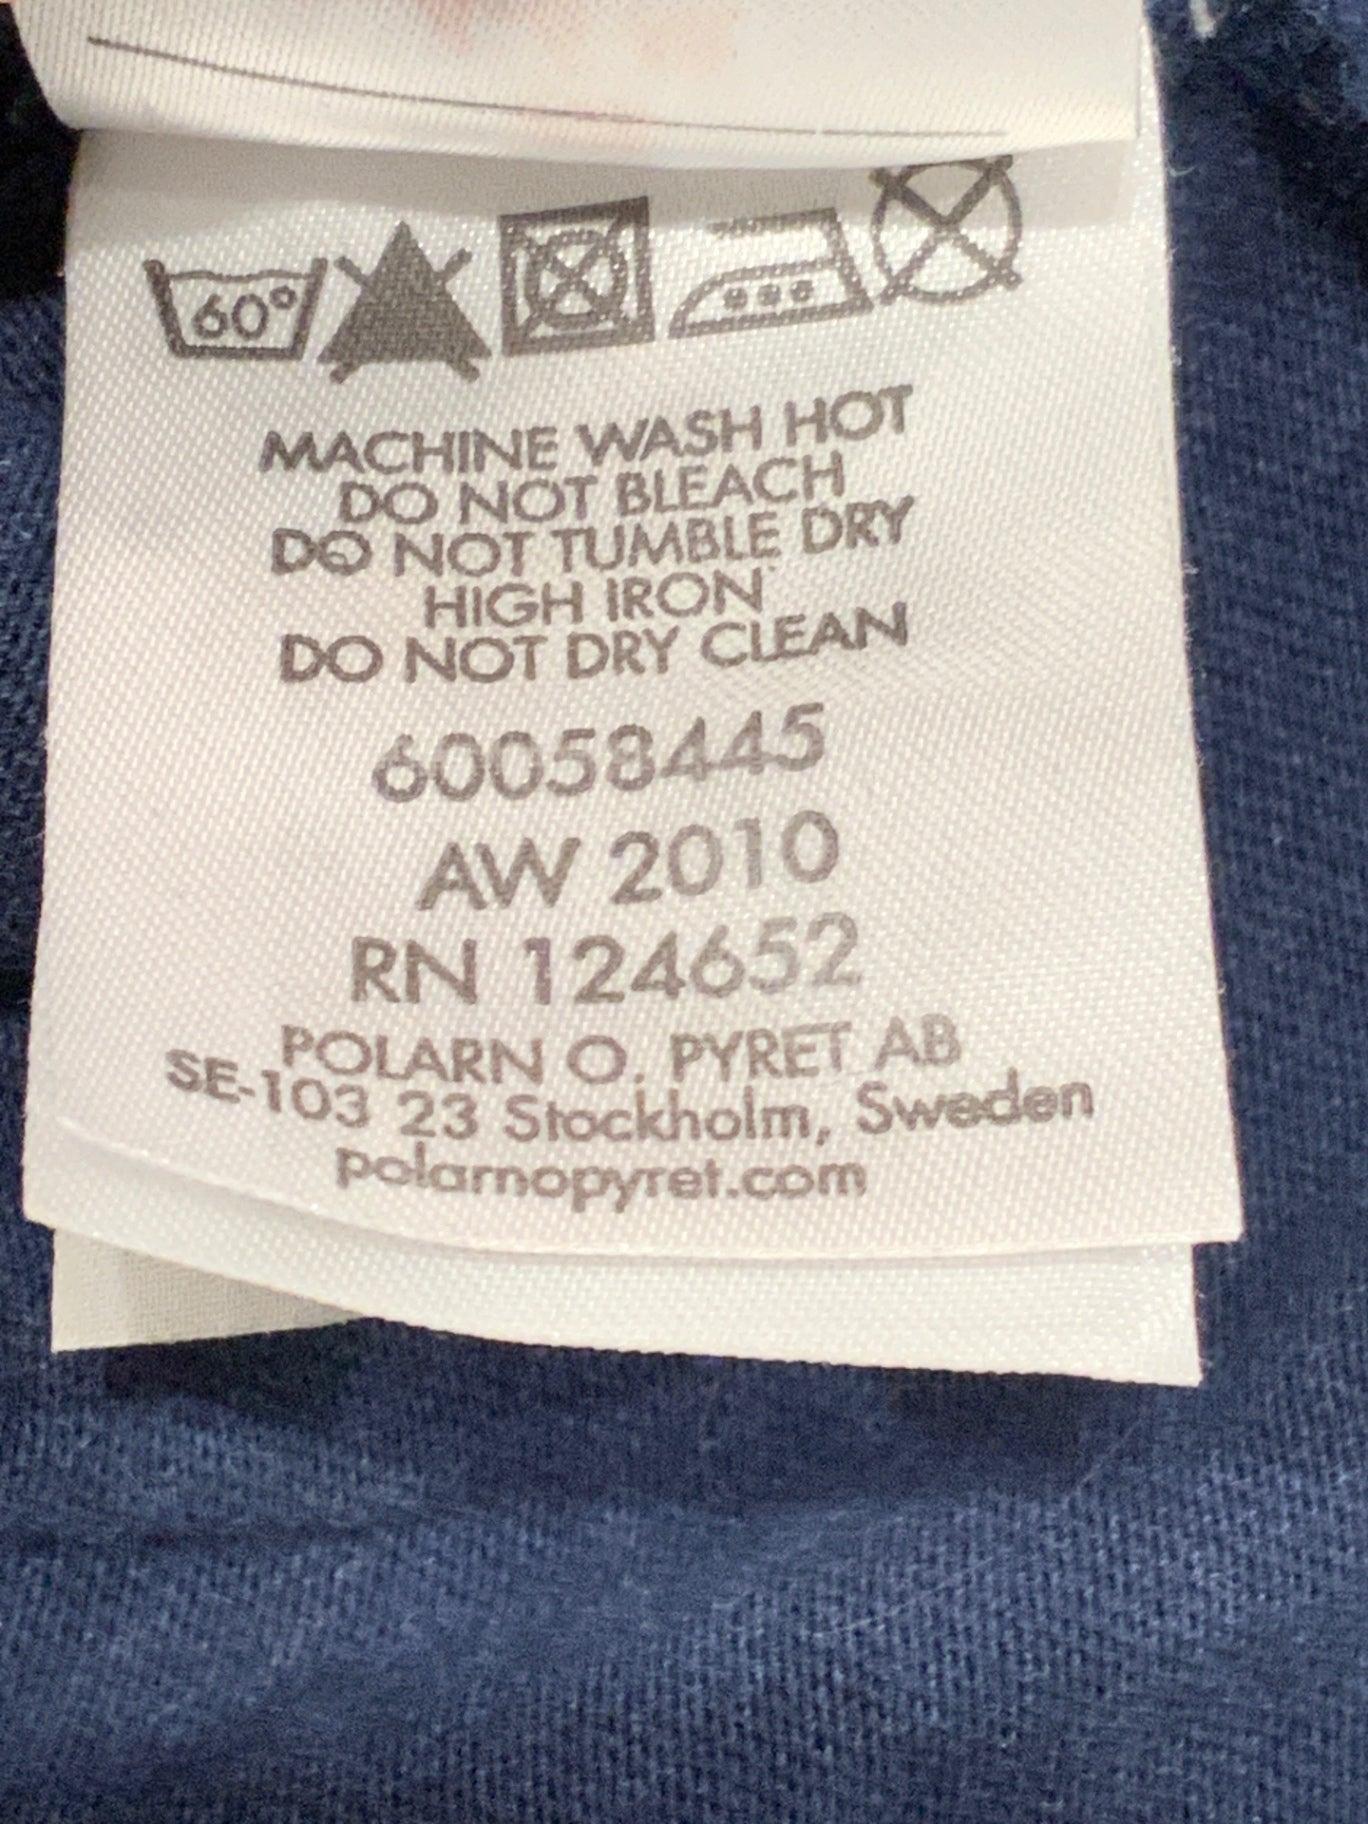 60°
MACHINE WASH HOT
DO NOT BLEACH
DO NOT TUMBLE DRY
HIGH IRON
DO NOT DRY CLEAN
60058445
AW 2010
RN 124652
POLARN O. PYRET AB
SE-103 23 Stockholm, Sweden
polarnopyret.com